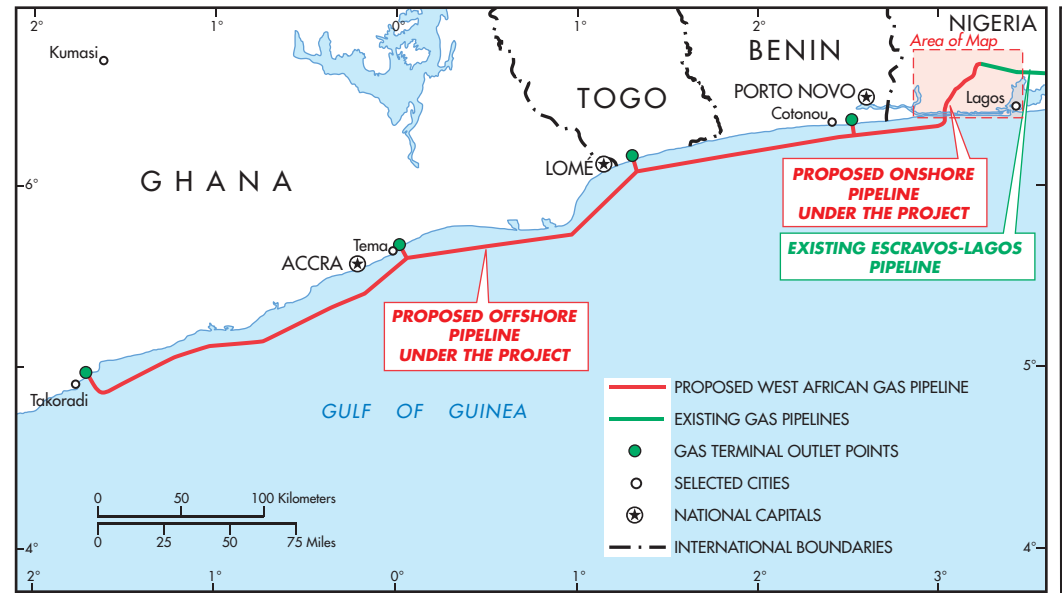 2°
1°
0°
1°
2°
3°
NIGERIA
Area of Map
Kumasi
BENIN
TOGO
PORTO NOVO
Lagos
Cotonou
LOMÉ
GHANA
6°
PROPOSED ONSHORE
PIPELINE
UNDER THE PROJECT
Tema
ACCRA
EXISTING ESCRAVOS-LAGOS
PIPELINE
PROPOSED OFFSHORE
PIPELINE
UNDER THE PROJECT
5°
Takoradi
GULF OF GUINEA
PROPOSED WEST AFRICAN GAS PIPELINE
EXISTING GAS PIPELINES
GAS TERMINAL OUTLET POINTS
SELECTED CITIES
NATIONAL CAPITALS
INTERNATIONAL BOUNDARIES
0 50 100 Kilometers
0 25 50 75 Miles
4°
4°
2°
1°
0°
1°
2°
3°